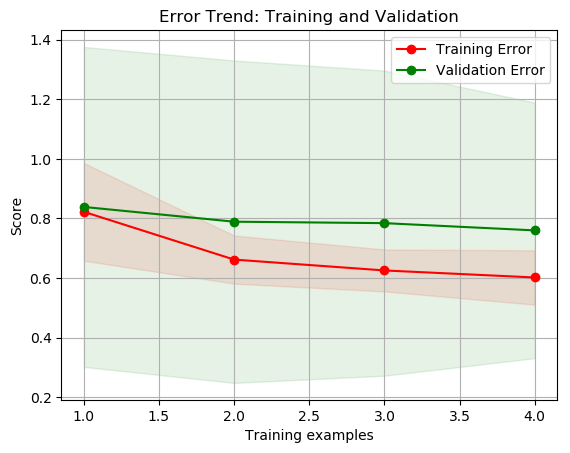 Error Trend: Training and Validation
Training Error
Validation Error
Score
1.4
1.2
1.0
0.8
0.6
0.4
0.2
1.0 1.5 2.0 2.5 3.0 3.5 4.0
Training examples